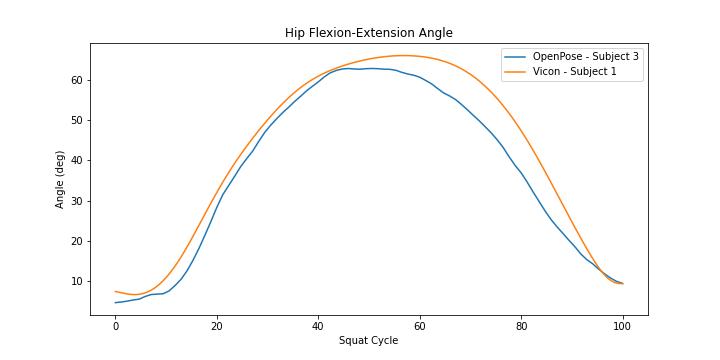 Hip Flexion-Extension Angle
OpenPose - Subject 3
Vicon - Subject 1
Angle (deg)
60
50
40
30
20
10
0 20 40 60 80 100
Squat Cycle